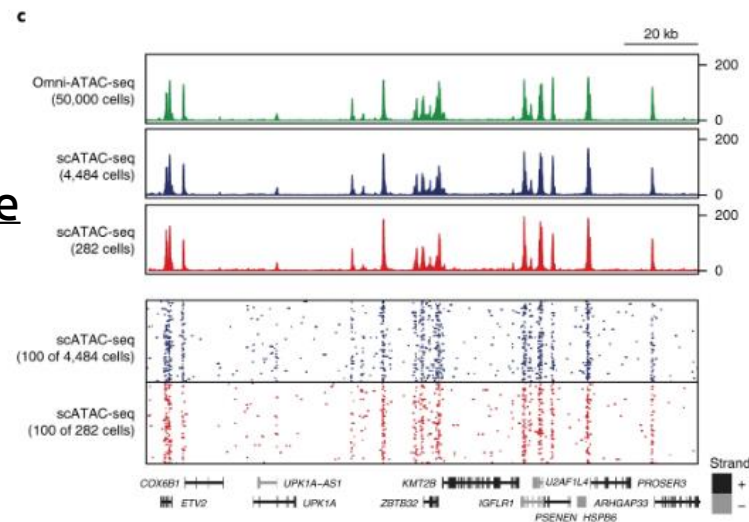 c
20 kb
Omni-ATAC-seq
(50,000 cells)
200
0
scATAC-seq
(4,484 cells)
200
0
e
scATAC-seq
(282 cells)
200
0
scATAC-seq
(100 of 4,484 cells)
scATAC-seq
(100 of 282 cells)
Strand
COX6B1 UPK1A-AS1 KMT2B U2AF1L4 PROSER3 +
ETV2 UPK1A ZBTB32 IGFLR1 ARHGAP33 −
PSENEN HSPB6